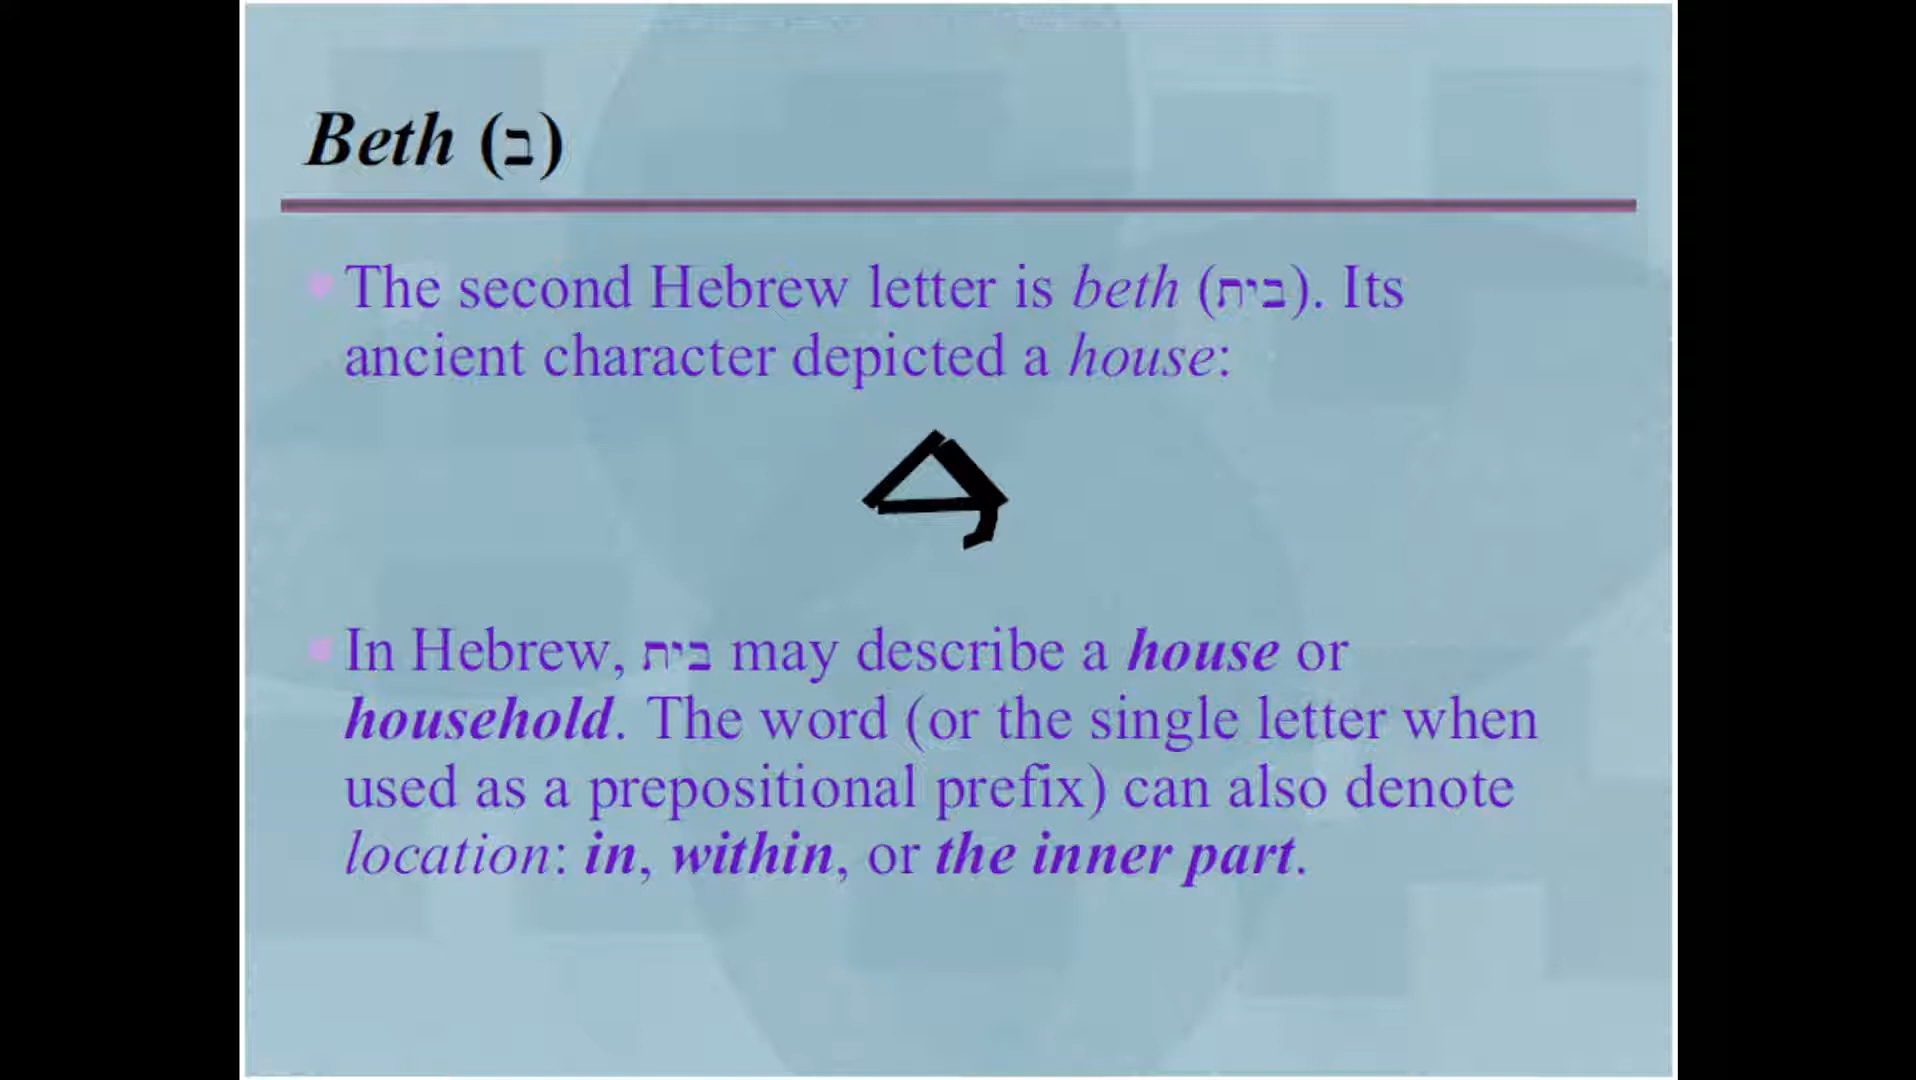 Beth (ב)
The second Hebrew letter is beth (בית). Its
ancient character depicted a house:
In Hebrew, בית may describe a house or
household. The word (or the single letter when
used as a prepositional prefix) can also denote
location: in, within, or the inner part.